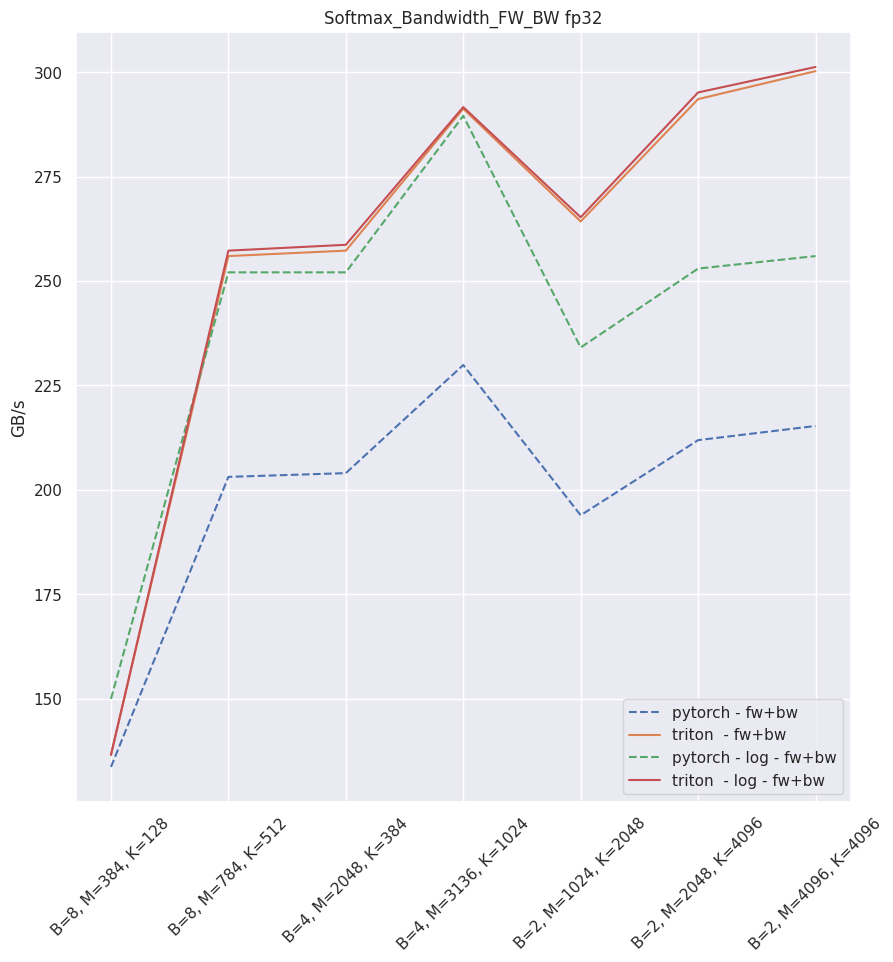 Softmax_Bandwidth_FW_BW fp32
GB/s
300
275
250
225
200
175
150
pytorch - fw+bw
triton  - fw+bw
pytorch - log - fw+bw
triton  - log - fw+bw
B=8, M=384, K=128
B=8, M=784, K=512
B=4, M=2048, K=384
B=4, M=3136, K=1024
B=2, M=1024, K=2048
B=2, M=2048, K=4096
B=2, M=4096, K=4096